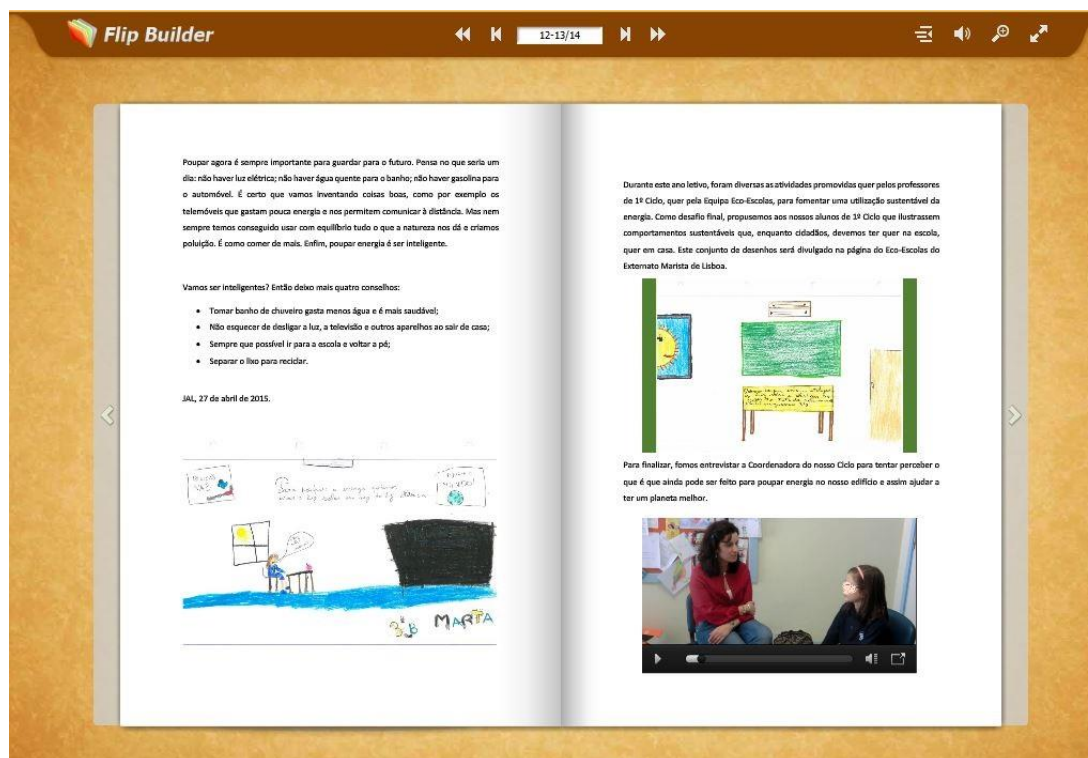 Flip Builder
12-13/14
Poupar agora é sempre importante para guardar para o futuro. Pensa no que seria um
dia: não haver luz elétrica; não haver água quente para o banho; não haver gasolina para
o automóvel. É certo que vamos inventando coisas boas, como por exemplo os
telemóveis que gastam pouca energia e nos permitem comunicar à distância. Mas nem
sempre temos conseguido usar com equilíbrio tudo o que a natureza nos dá e criamos
poluição. É como comer de mais. Enfim, poupar energia é ser inteligente.
Vamos ser inteligentes? Então deixo mais quatro conselhos:
• Tomar banho de chuveiro gasta menos água e é mais saudável;
• Não esquecer de desligar a luz, a televisão e outros aparelhos ao sair de casa;
• Sempre que possível ir para a escola e voltar a pé;
• Separar o lixo para reciclar.
JAL, 27 de abril de 2015.
3ºB MARTA
Durante este ano letivo, foram diversas as atividades promovidas quer pelos professores
de 1º Ciclo, quer pela Equipa Eco-Escolas, para fomentar uma utilização sustentável da
energia. Como desafio final, propusemos aos nossos alunos de 1º Ciclo que ilustrassem
comportamentos sustentáveis que, enquanto cidadãos, devemos ter quer na escola,
quer em casa. Este conjunto de desenhos será divulgado na página do Eco-Escolas do
Externato Marista de Lisboa.
Para finalizar, fomos entrevistar a Coordenadora do nosso Ciclo para tentar perceber o
que é que ainda pode ser feito para poupar energia no nosso edifício e assim ajudar a
ter um planeta melhor.